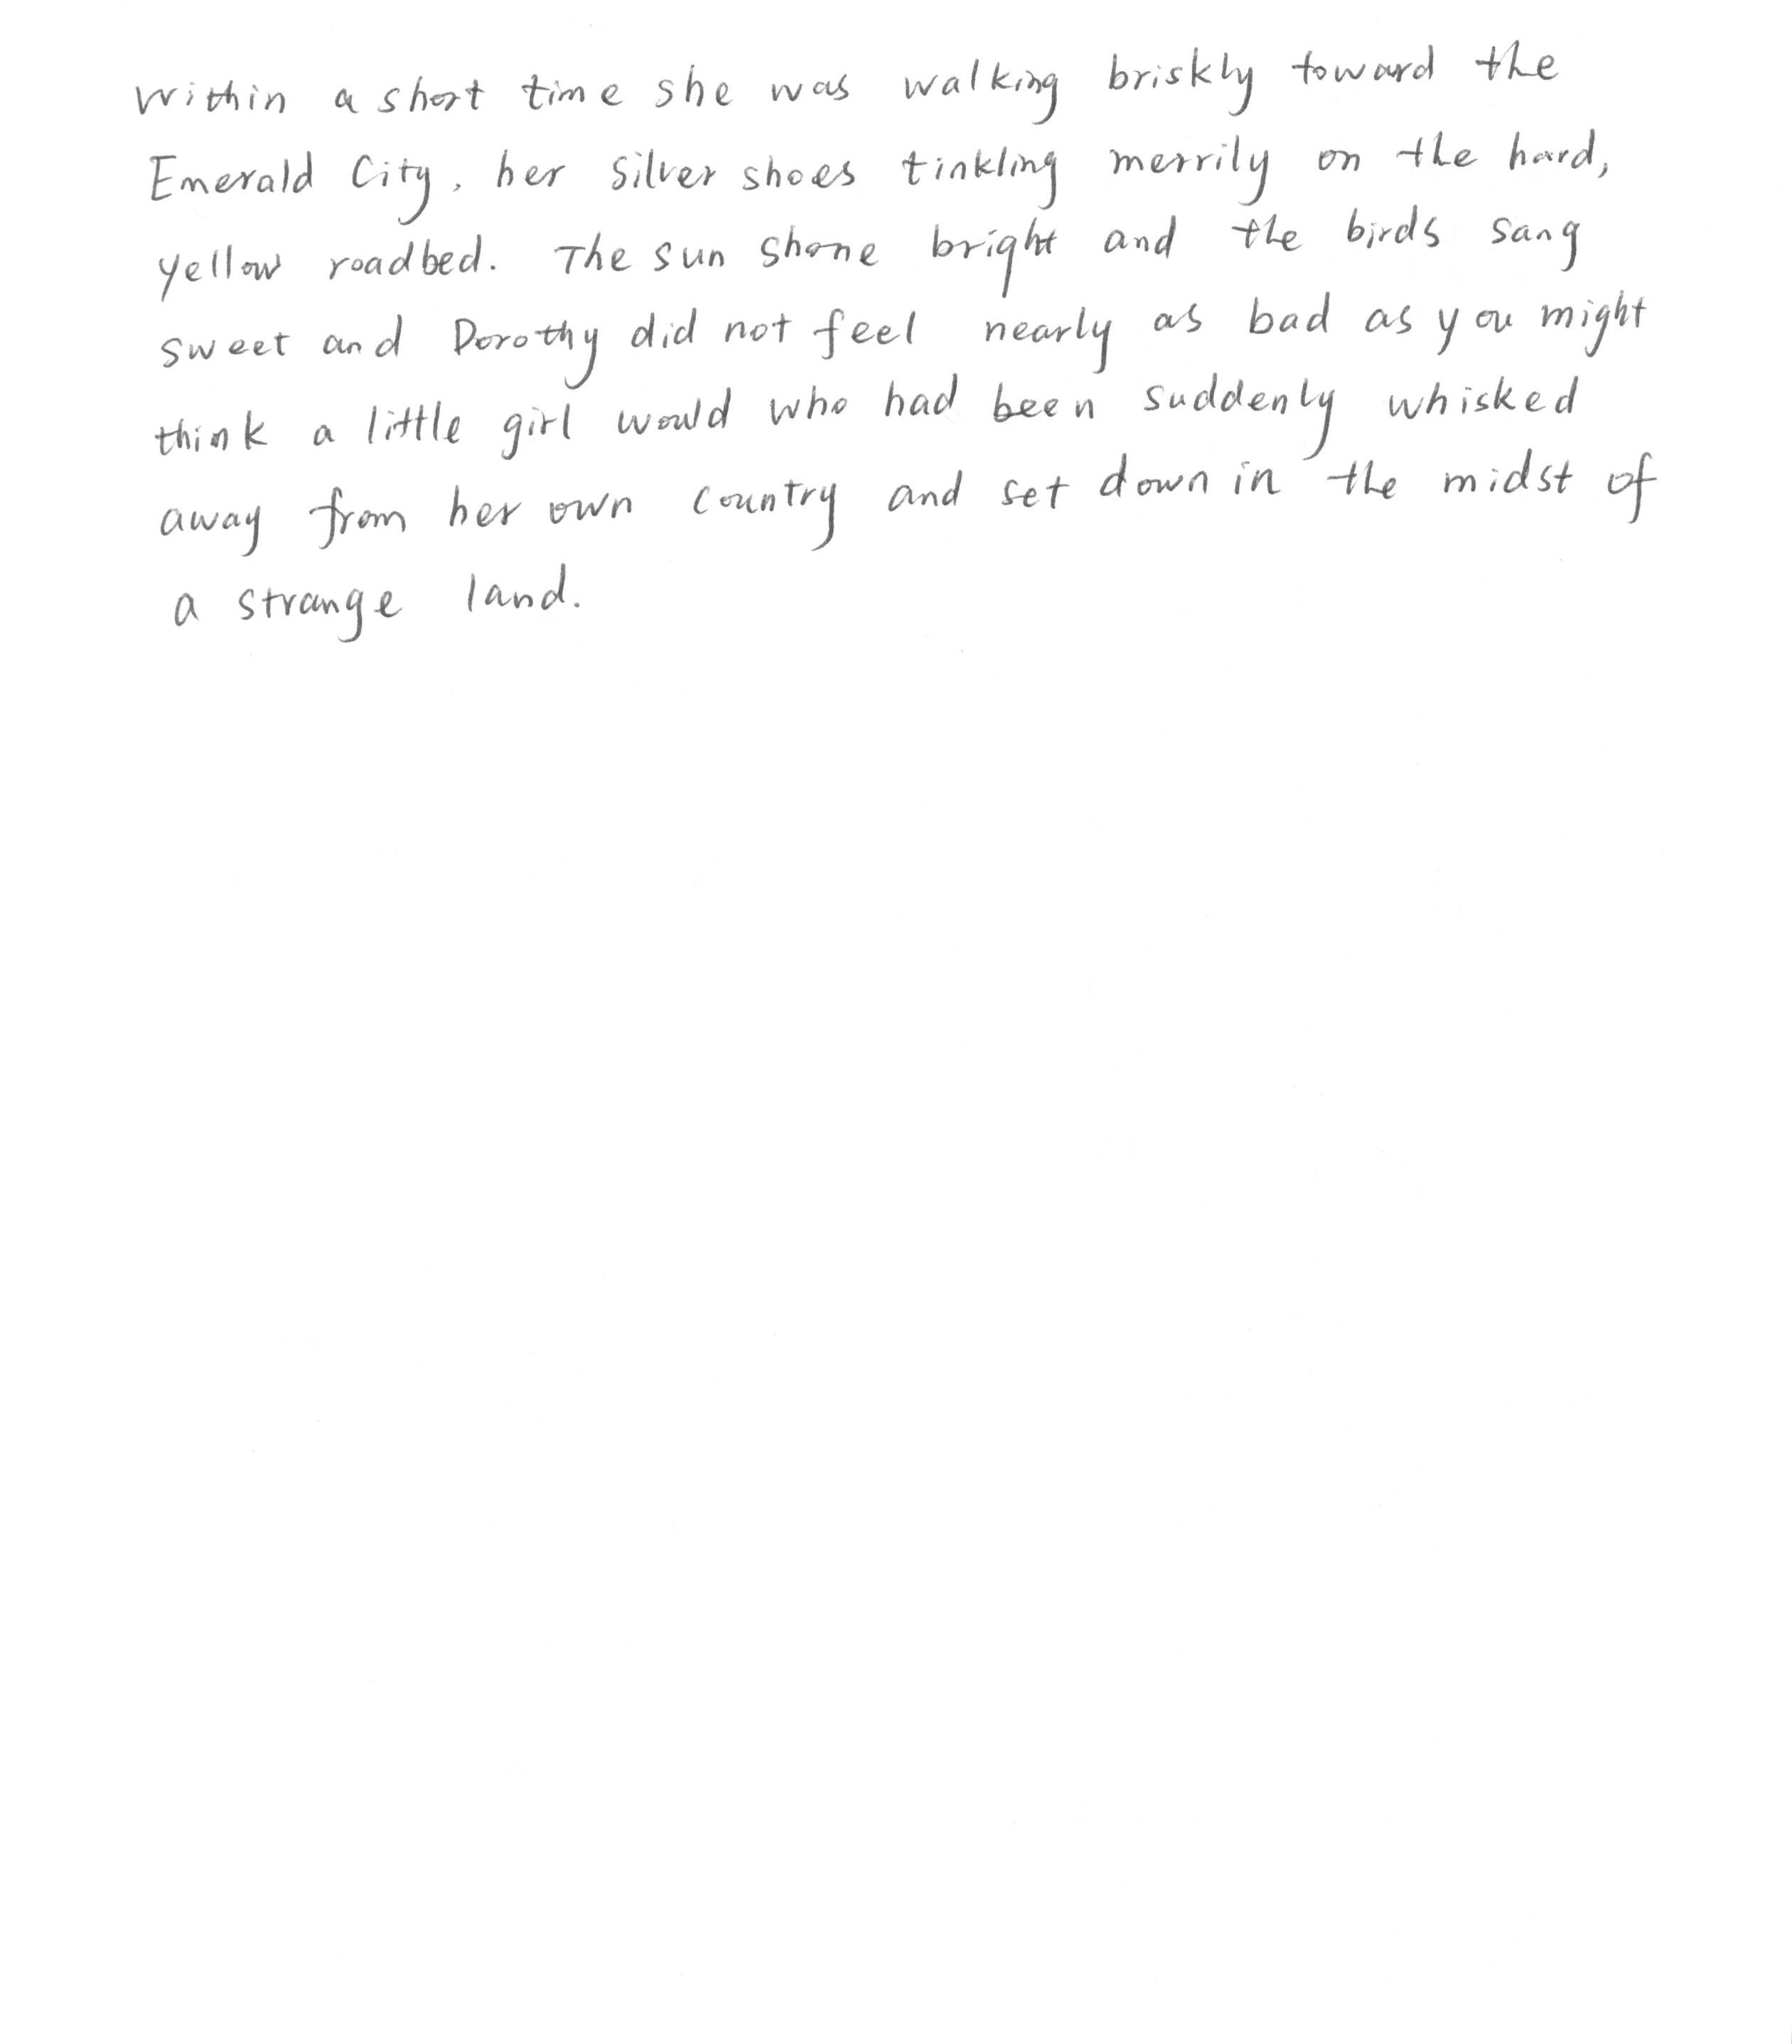 Within a short time she was walking briskly toward the
Emerald City, her silver shoes tinkling merrily on the hard,
yellow roadbed. The sun shone bright and the birds sang
sweet and Dorothy did not feel nearly as bad as you might
think a little girl would who had been suddenly whisked
away from her own country and set down in the midst of
a strange land.